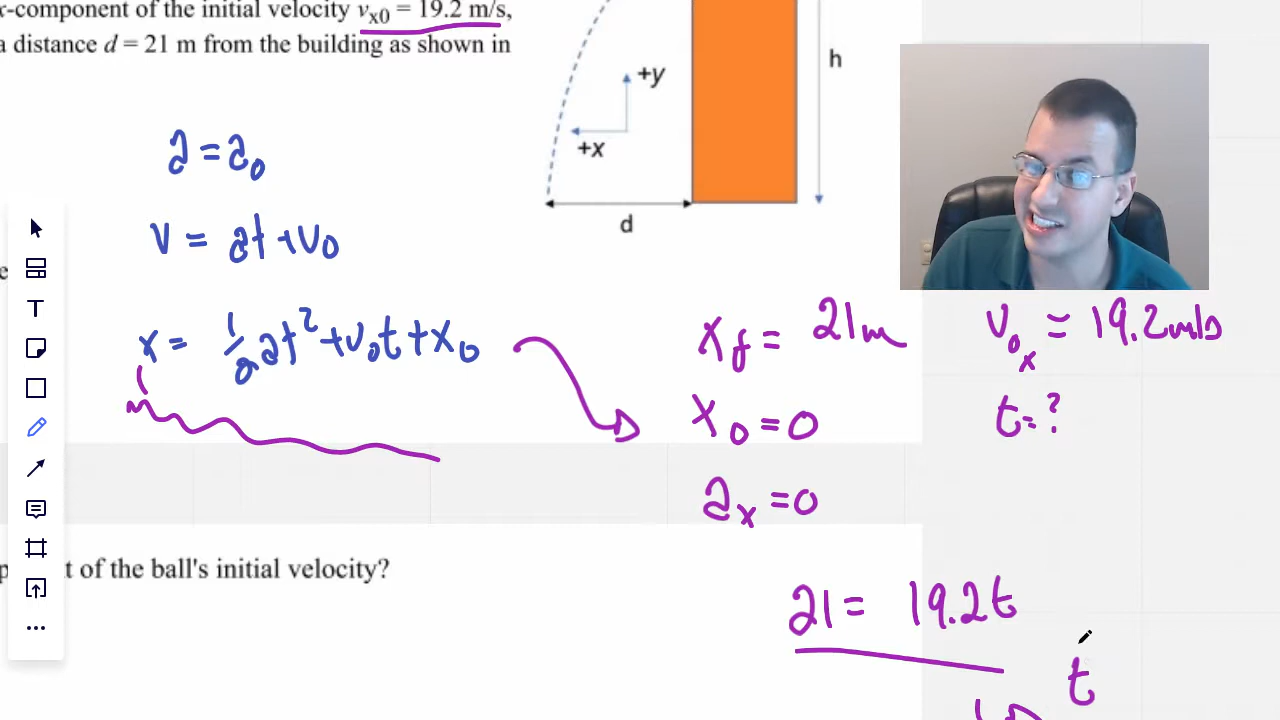 x-component of the initial velocity vx0 = 19.2 m/s,
a distance d = 21 m from the building as shown in
h
+y
+x
d
a = a0
v = at + v0
x = 1/2 at² + v0t + x0
xf = 21m
v0x = 19.2m/s
x0 = 0
t = ?
ax = 0
e
T
t of the ball's initial velocity?
21 = 19.2t
t